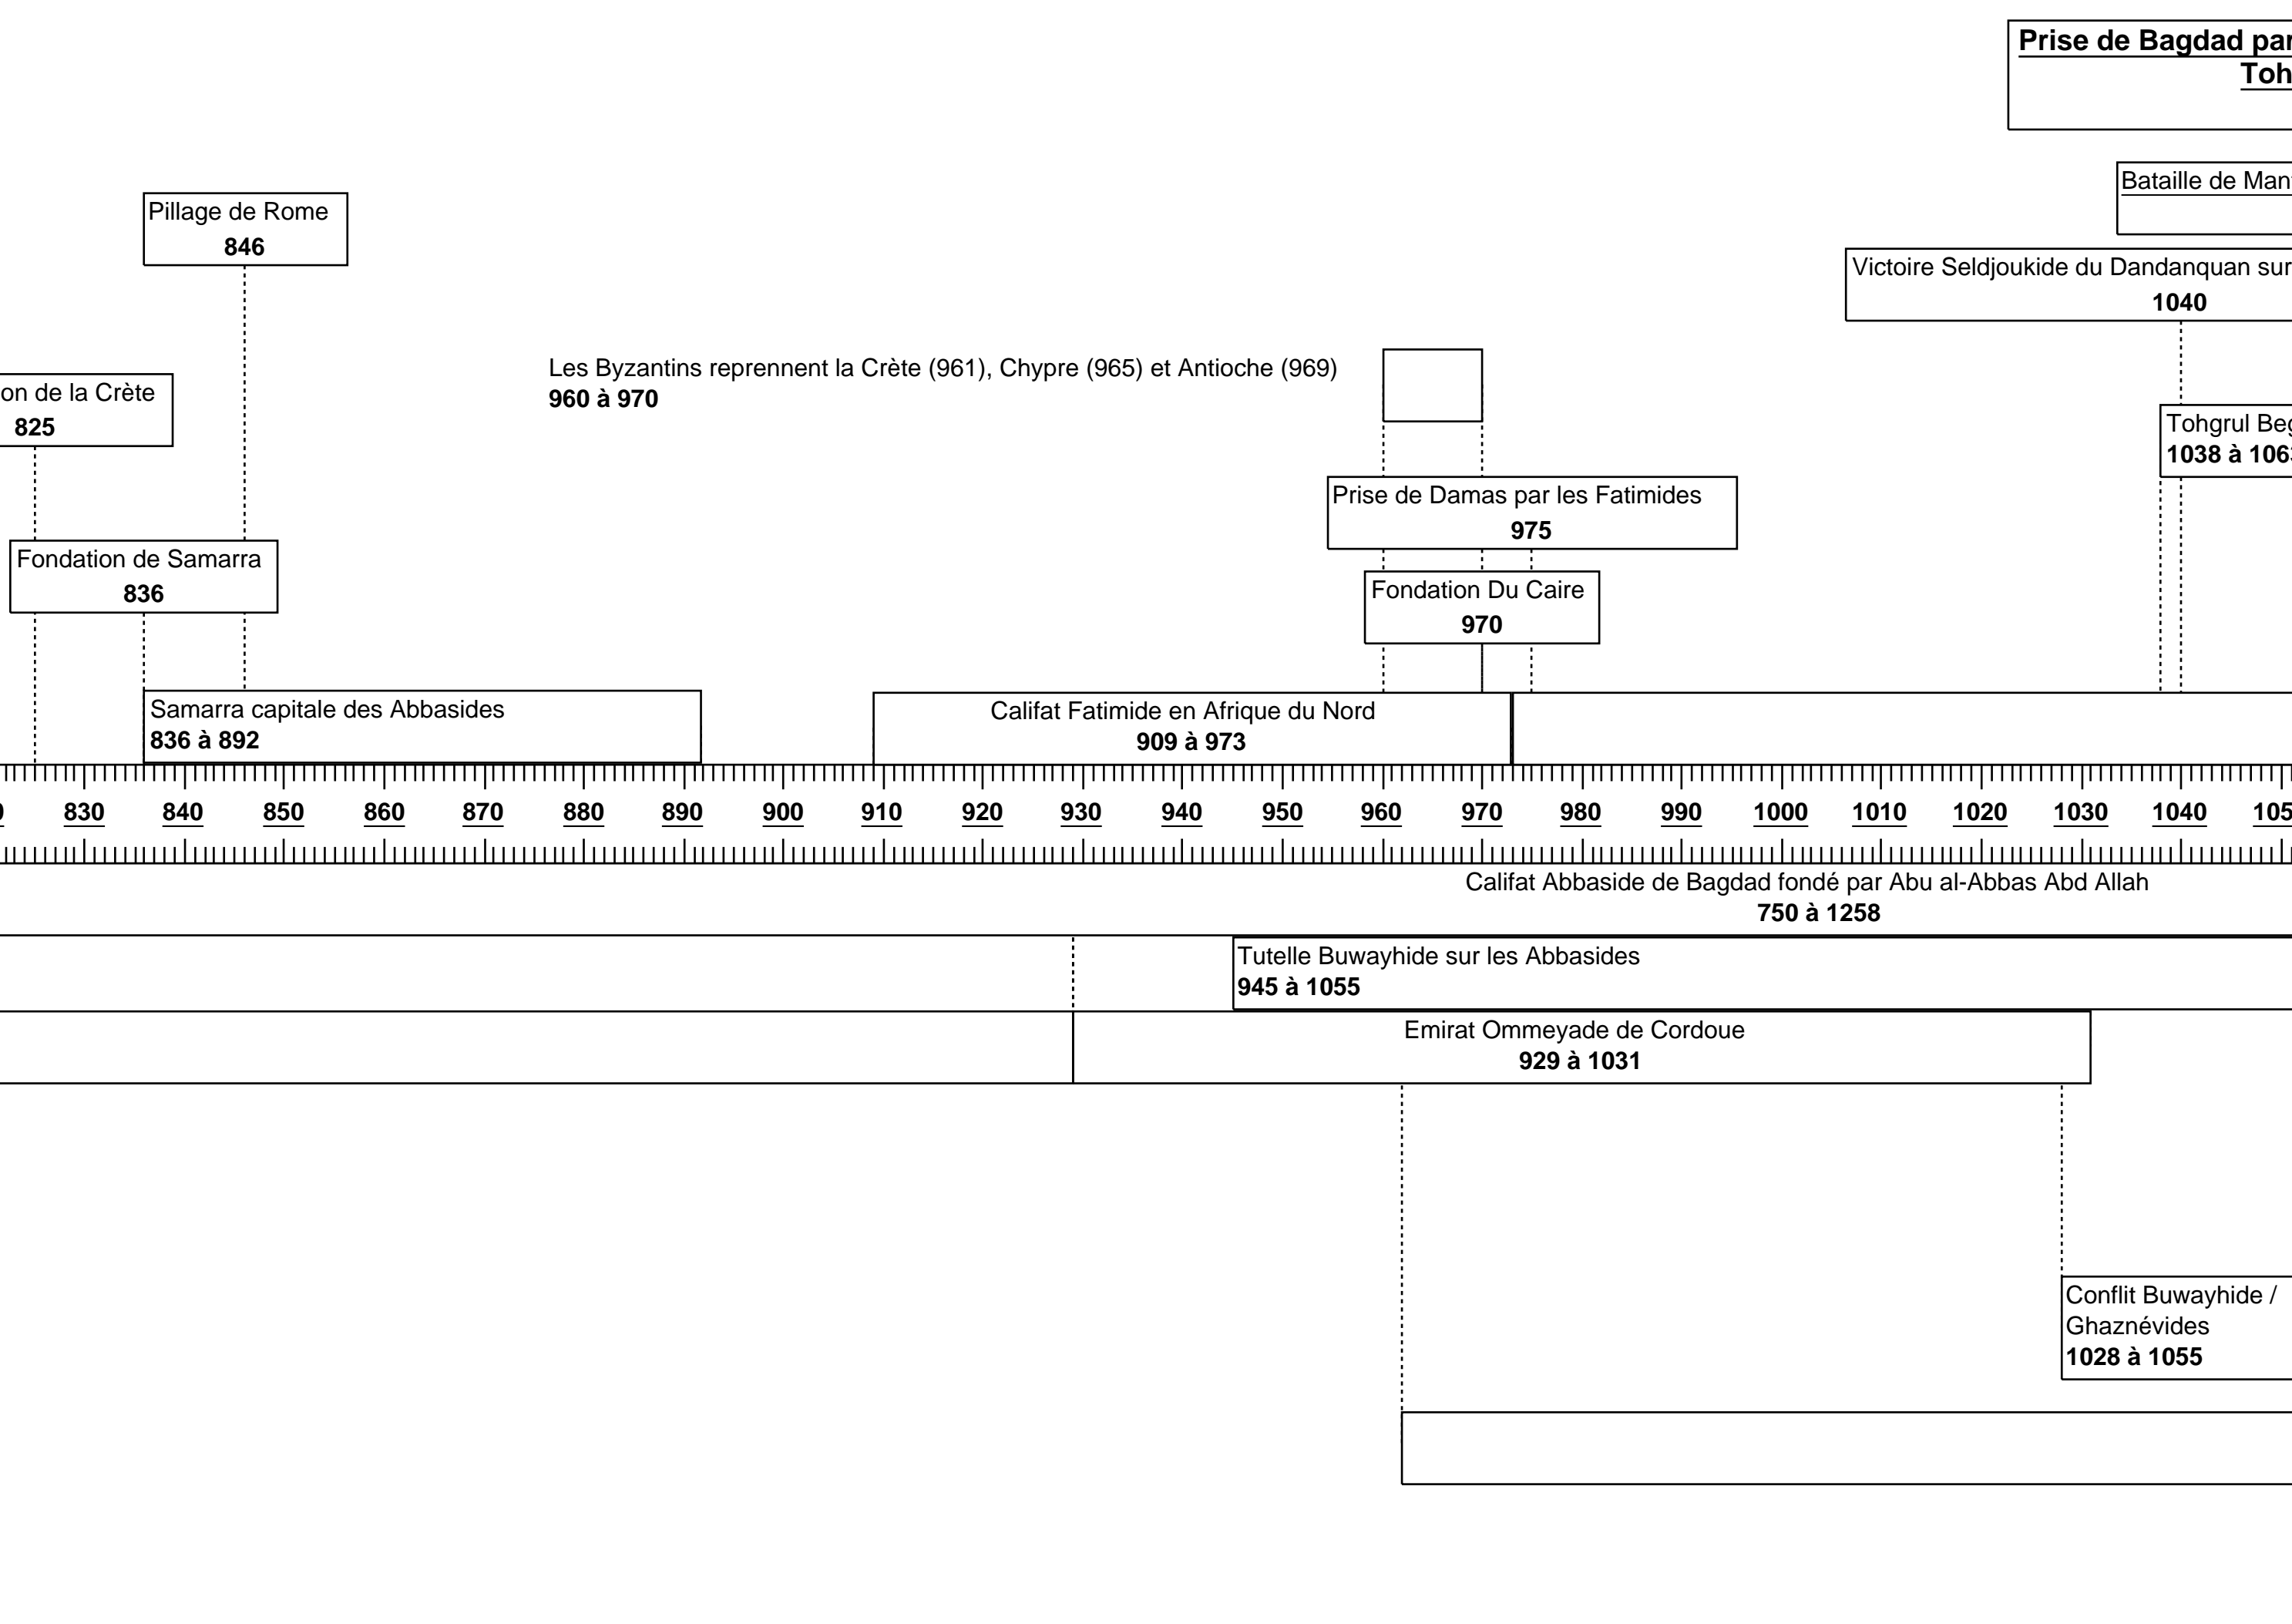 Prise de Bagdad par
Toh
Bataille de Man
Pillage de Rome
846
Victoire Seldjoukide du Dandanquan sur
1040
Les Byzantins reprennent la Crète (961), Chypre (965) et Antioche (969)
960 à 970
on de la Crète
825
Tohgrul Beg
1038 à 106
Prise de Damas par les Fatimides
975
Fondation de Samarra
836
Fondation Du Caire
970
Samarra capitale des Abbasides
836 à 892
Califat Fatimide en Afrique du Nord
909 à 973
830 840 850 860 870 880 890 900 910 920 930 940 950 960 970 980 990 1000 1010 1020 1030 1040 105
Califat Abbaside de Bagdad fondé par Abu al-Abbas Abd Allah
750 à 1258
Tutelle Buwayhide sur les Abbasides
945 à 1055
Emirat Ommeyade de Cordoue
929 à 1031
Conflit Buwayhide /
Ghaznévides
1028 à 1055